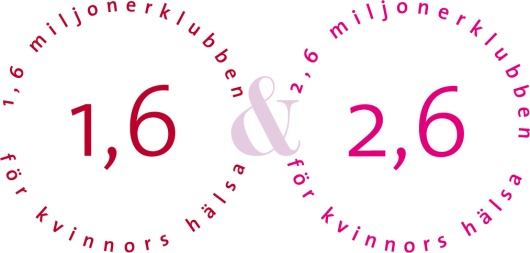 1,6 miljonerklubben
1,6
för kvinnors hälsa
&
2,6 miljonerklubben
2,6
för kvinnors hälsa